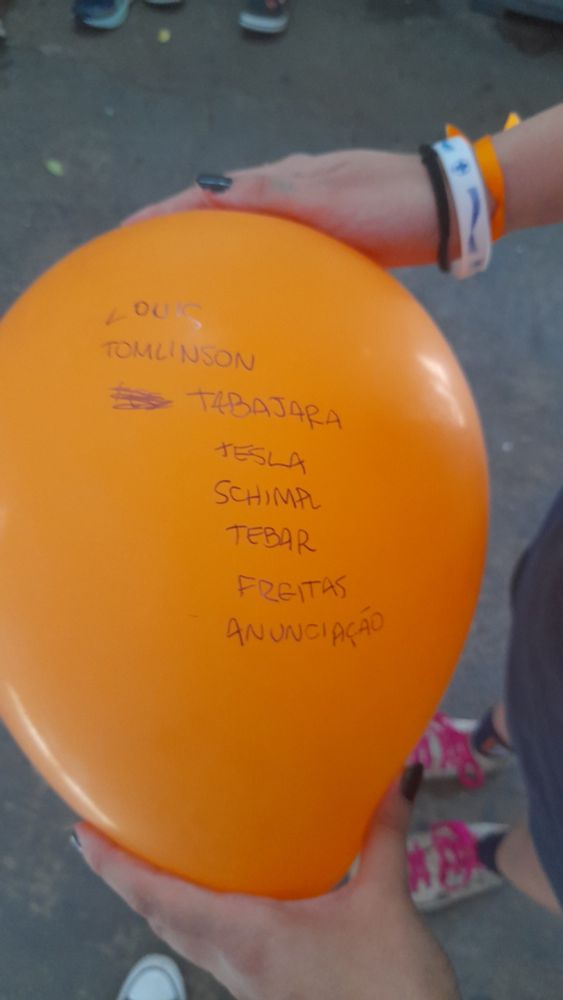 LOUIS
TOMLINSON
TABAJARA
TESLA
SCHIMPL
TEBAR
FREITAS
ANUNCIAÇÃO